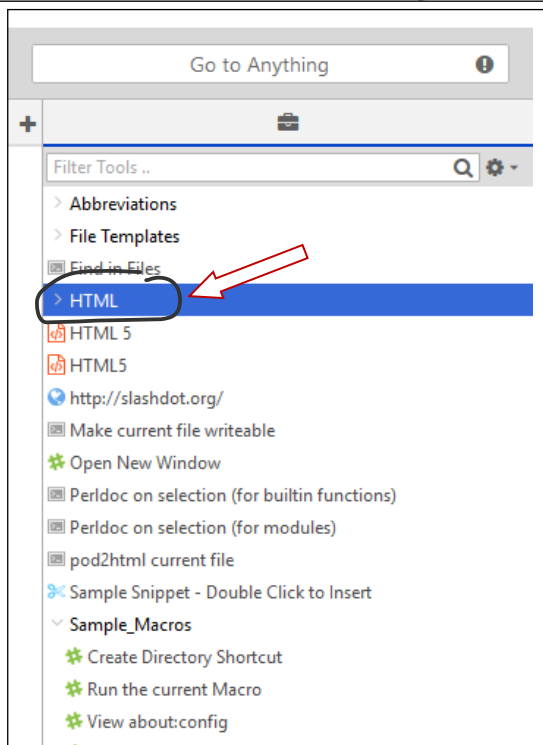 Go to Anything
Filter Tools ..
Abbreviations
File Templates
Find in Files
HTML
HTML 5
HTML5
http://slashdot.org/
Make current file writeable
Open New Window
Perldoc on selection (for builtin functions)
Perldoc on selection (for modules)
pod2html current file
Sample Snippet - Double Click to Insert
Sample_Macros
Create Directory Shortcut
Run the current Macro
View about:config